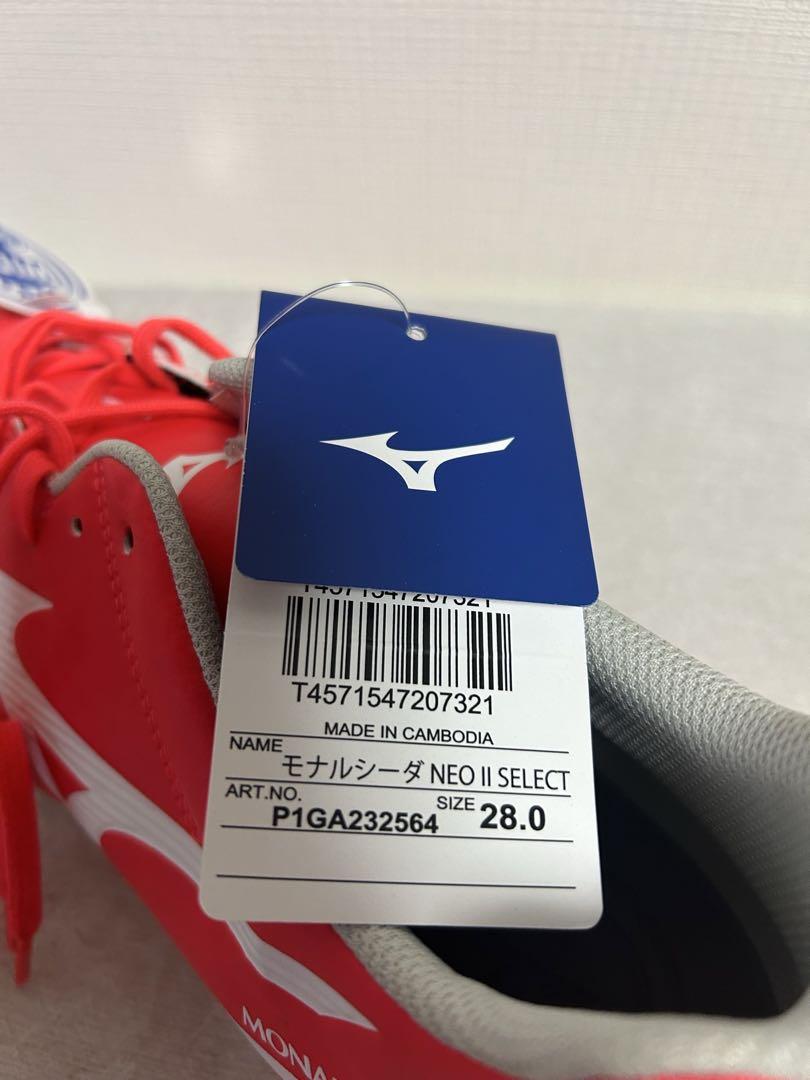 T4571547207321
T4571547207321
MADE IN CAMBODIA
NAME モナルシーダ NEO II SELECT
ART.NO. P1GA232564 SIZE 28.0